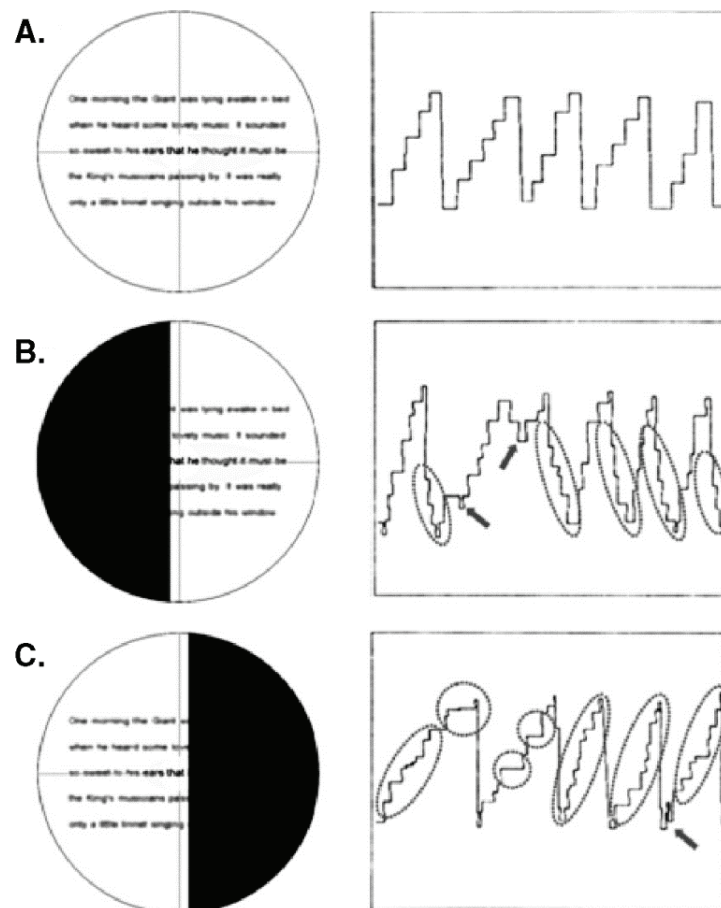 A.
One morning the Giant was lying awake in bed
when he heard some lovely music. It sounded
so sweet to his ears that he thought it must be
the King's musicians passing by. It was really
only a little linnet singing outside his window
B.
t was lying awake in bed
lovely music. It sounded
that he thought it must be
passing by. It was really
ng outside his window
C.
One morning the Giant w
when he heard some love
so sweet to his ears that
the King's musicians pass
only a little linnet singing